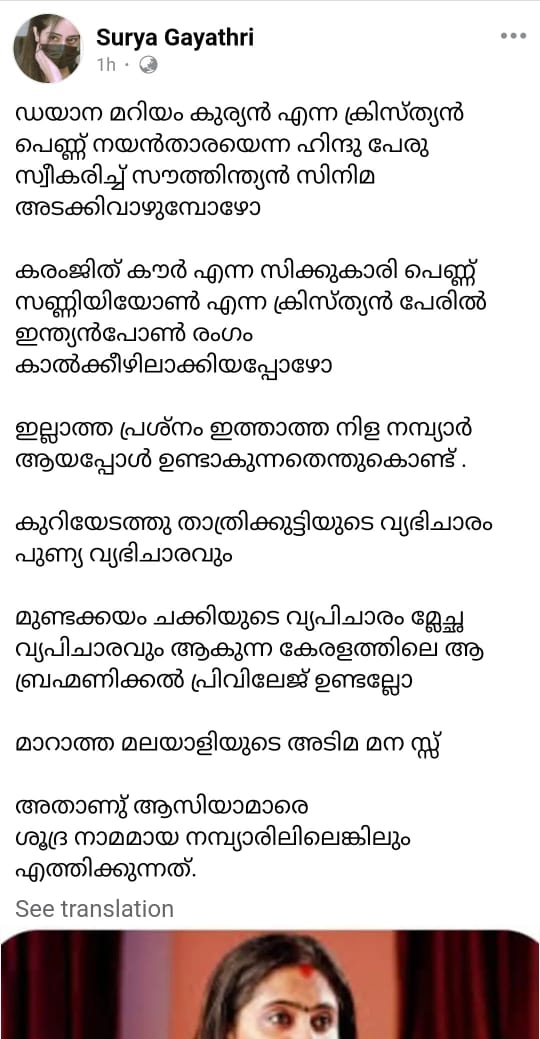 Surya Gayathri
1h ·
ഡയാന മറിയം കുര്യൻ എന്ന ക്രിസ്ത്യൻ
പെണ്ണ് നയൻതാരയെന്ന ഹിന്ദു പേരു
സ്വീകരിച്ച് സൗത്തിന്ത്യൻ സിനിമ
അടക്കിവാഴുമ്പോഴോ
കരംജിത് കൗർ എന്ന സിക്കുകാരി പെണ്ണ്
സണ്ണിയിയോൺ എന്ന ക്രിസ്ത്യൻ പേരിൽ
ഇന്ത്യൻപോൺ രംഗം
കാൽക്കീഴിലാക്കിയപ്പോഴോ
ഇല്ലാത്ത പ്രശ്നം ഇത്താത്ത നിള നമ്പ്യാർ
ആയപ്പോൾ ഉണ്ടാകുന്നതെന്തുകൊണ്ട് .
കുറിയേടത്തു താത്രിക്കുട്ടിയുടെ വ്യഭിചാരം
പുണ്യ വ്യഭിചാരവും
മുണ്ടക്കയം ചക്കിയുടെ വ്യപിചാരം മ്ലേച്ഛ
വ്യപിചാരവും ആകുന്ന കേരളത്തിലെ ആ
ബ്രഹ്മണിക്കൽ പ്രിവിലേജ് ഉണ്ടല്ലോ
മാറാത്ത മലയാളിയുടെ അടിമ മന സ്സ്
അതാണു് ആസിയാമാരെ
ശൂദ്ര നാമമായ നമ്പ്യാരിലിലെങ്കിലും
എത്തിക്കുന്നത്.
See translation